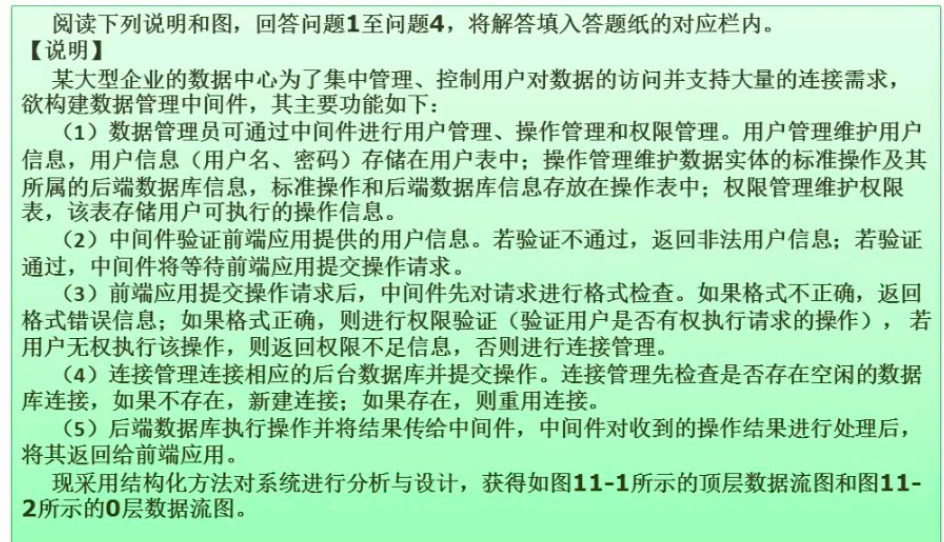 阅读下列说明和图，回答问题1至问题4，将解答填入答题纸的对应栏内。
【说明】
某大型企业的数据中心为了集中管理、控制用户对数据的访问并支持大量的连接需求，
欲构建数据管理中间件，其主要功能如下：
（1）数据管理员可通过中间件进行用户管理、操作管理和权限管理。用户管理维护用户
信息，用户信息（用户名、密码）存储在用户表中；操作管理维护数据实体的标准操作及其
所属的后端数据库信息，标准操作和后端数据库信息存放在操作表中；权限管理维护权限
表，该表存储用户可执行的操作信息。
（2）中间件验证前端应用提供的用户信息。若验证不通过，返回非法用户信息；若验证
通过，中间件将等待前端应用提交操作请求。
（3）前端应用提交操作请求后，中间件先对请求进行格式检查。如果格式不正确，返回
格式错误信息；如果格式正确，则进行权限验证（验证用户是否有权执行请求的操作），若
用户无权执行该操作，则返回权限不足信息，否则进行连接管理。
（4）连接管理连接相应的后台数据库并提交操作。连接管理先检查是否存在空闲的数据
库连接，如果不存在，新建连接；如果存在，则重用连接。
（5）后端数据库执行操作并将结果传给中间件，中间件对收到的操作结果进行处理后，
将其返回给前端应用。
现采用结构化方法对系统进行分析与设计，获得如图11-1所示的顶层数据流图和图11-
2所示的0层数据流图。